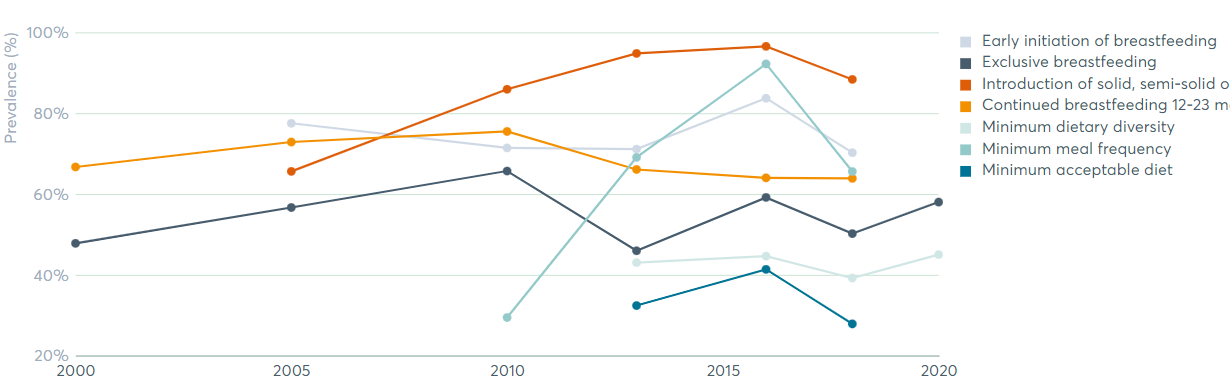 Prevalence (%)
100%
80%
60%
40%
20%
2000 2005 2010 2015 2020
Early initiation of breastfeeding
Exclusive breastfeeding
Introduction of solid, semi-solid o
Continued breastfeeding 12-23 m
Minimum dietary diversity
Minimum meal frequency
Minimum acceptable diet